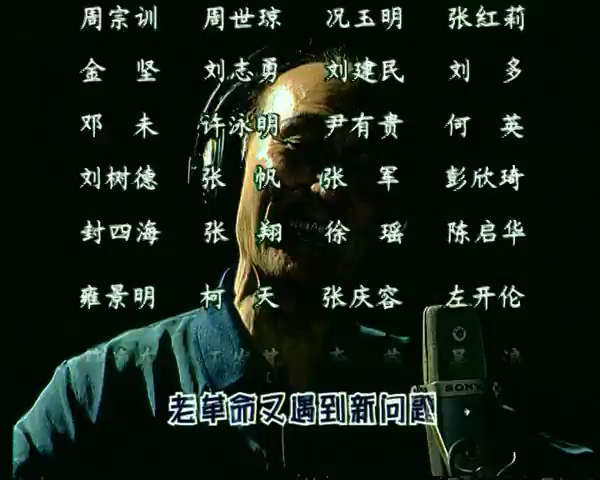 周宗训 周世琼 况玉明 张红莉
金 坚 刘志勇 刘建民 刘 多
邓 未 许泳明 尹有贵 何 英
刘树德 张 帆 张 军 彭欣琦
封四海 张 翔 徐 瑶 陈启华
雍景明 柯 天 张庆容 左开伦
老革命又遇到新问题
SONY